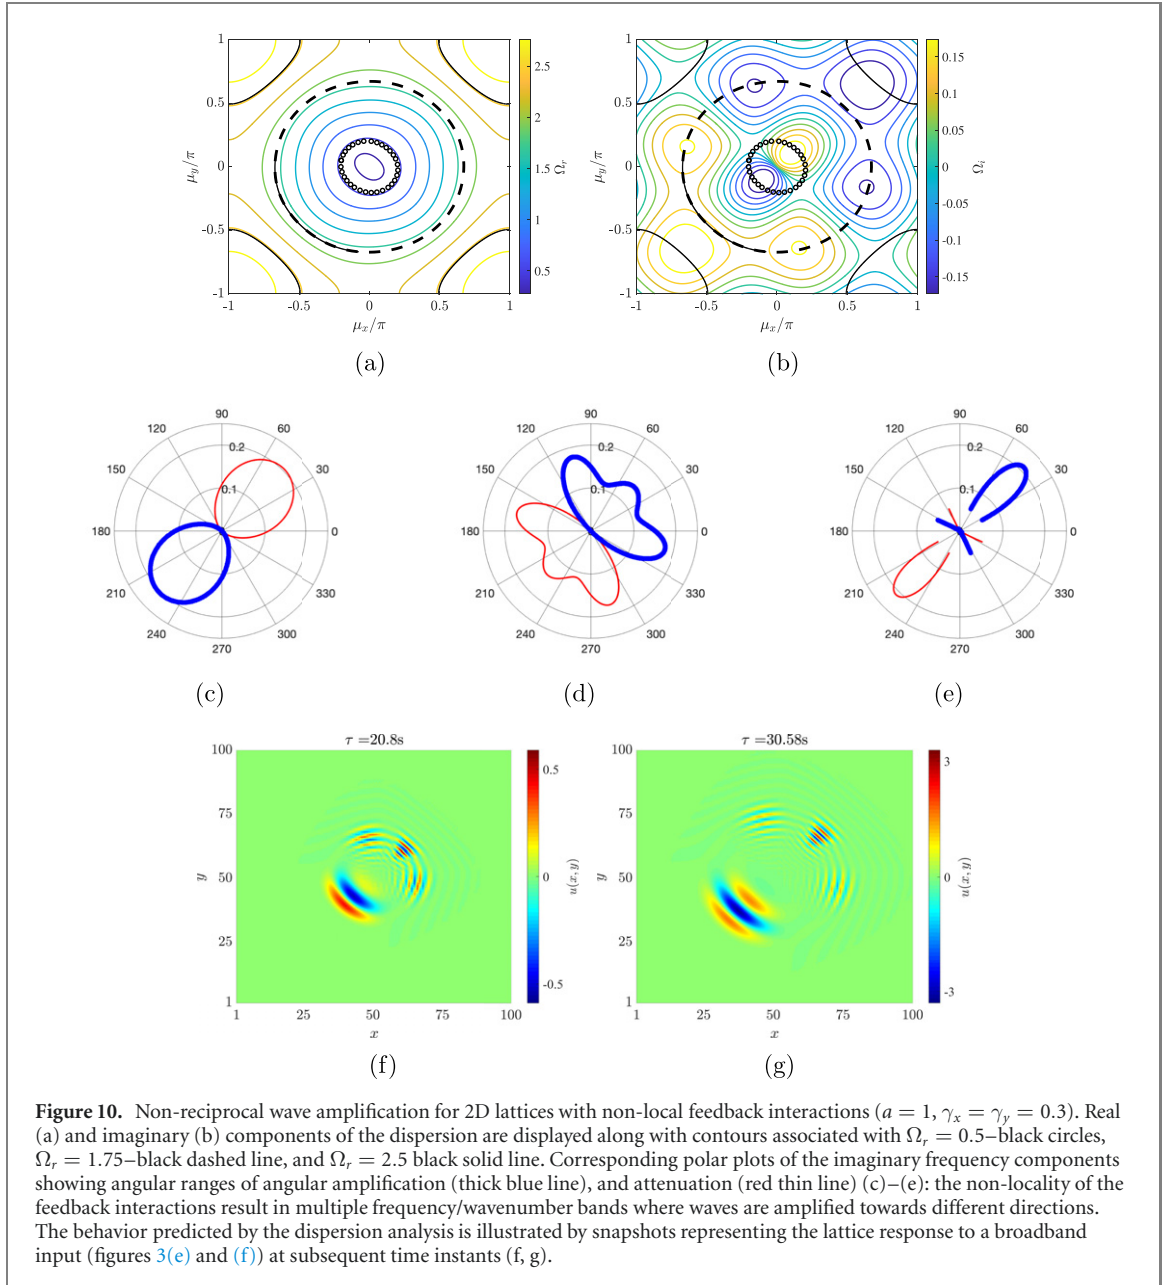 1
0.5
0
-0.5
-1
-1 -0.5 0 0.5 1
μx/π
μy/π
2.5
2
1.5
1
0.5
Ωr
(a)
1
0.5
0
-0.5
-1
-1 -0.5 0 0.5 1
μx/π
μy/π
0.15
0.1
0.05
0
-0.05
-0.1
-0.15
Ωi
(b)
90
120 60
0.2
150 30
0.1
180 0
210 330
240 300
270
(c)
90
120 60
0.2
150 30
0.1
180 0
210 330
240 300
270
(d)
90
120 60
0.2
150 30
0.1
180 0
210 330
240 300
270
(e)
τ =20.8s
100
75
50
25
1
1 25 50 75 100
x
y
0.5
0
-0.5
u(x, y)
(f)
τ =30.58s
100
75
50
25
1
25 50 75 100
x
y
3
0
-3
u(x, y)
(g)
Figure 10. Non-reciprocal wave amplification for 2D lattices with non-local feedback interactions (a = 1, γx = γy = 0.3). Real
(a) and imaginary (b) components of the dispersion are displayed along with contours associated with Ωr = 0.5–black circles,
Ωr = 1.75–black dashed line, and Ωr = 2.5 black solid line. Corresponding polar plots of the imaginary frequency components
showing angular ranges of angular amplification (thick blue line), and attenuation (red thin line) (c)–(e): the non-locality of the
feedback interactions result in multiple frequency/wavenumber bands where waves are amplified towards different directions.
The behavior predicted by the dispersion analysis is illustrated by snapshots representing the lattice response to a broadband
input (figures 3(e) and (f)) at subsequent time instants (f, g).